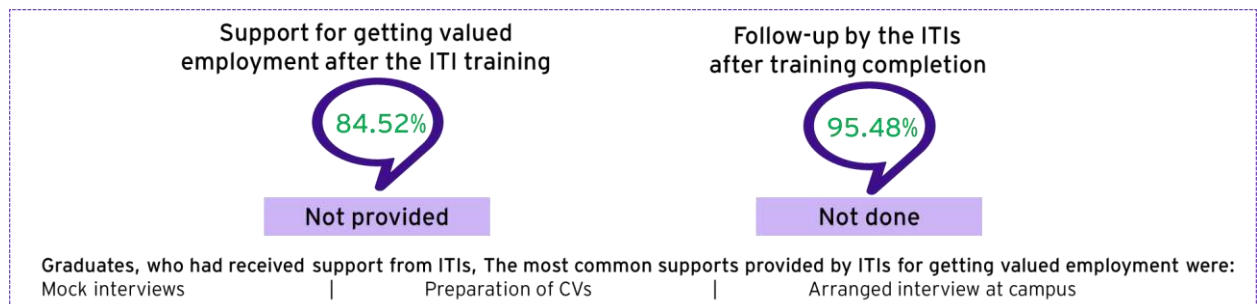 Support for getting valued
employment after the ITI training
84.52%
Not provided
Follow-up by the ITIs
after training completion
95.48%
Not done
Graduates, who had received support from ITIs, The most common supports provided by ITIs for getting valued employment were:
Mock interviews | Preparation of CVs | Arranged interview at campus